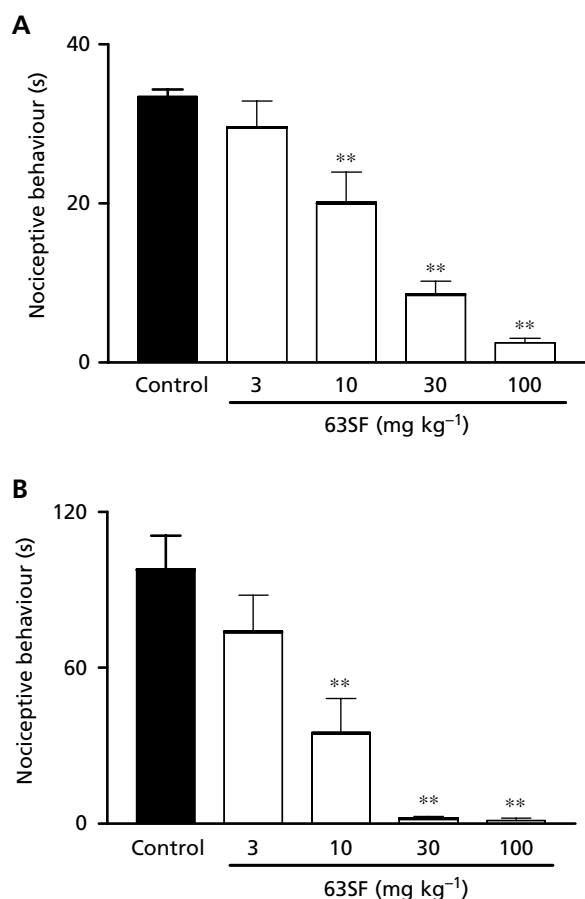 A
Nociceptive behaviour (s)
40
20
0
**
**
**
Control 3 10 30 100
63SF (mg kg⁻¹)
B
Nociceptive behaviour (s)
120
60
0
**
**
**
Control 3 10 30 100
63SF (mg kg⁻¹)